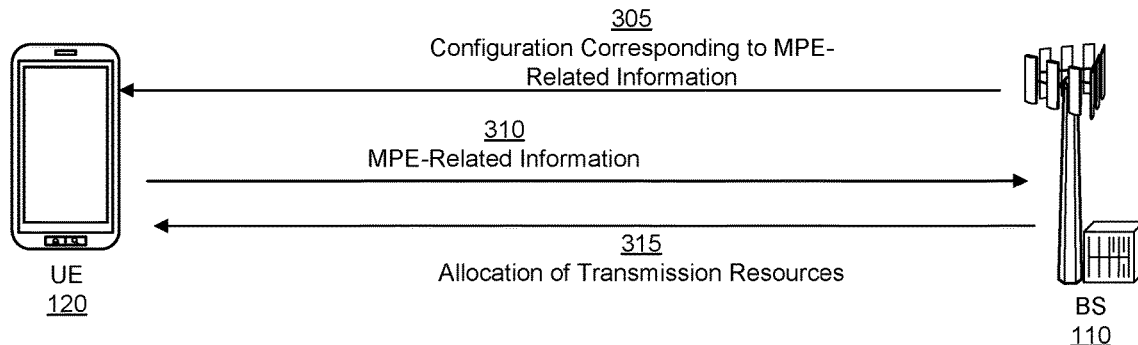 305
Configuration Corresponding to MPE-
Related Information
310
MPE-Related Information
315
Allocation of Transmission Resources
UE
120
BS
110